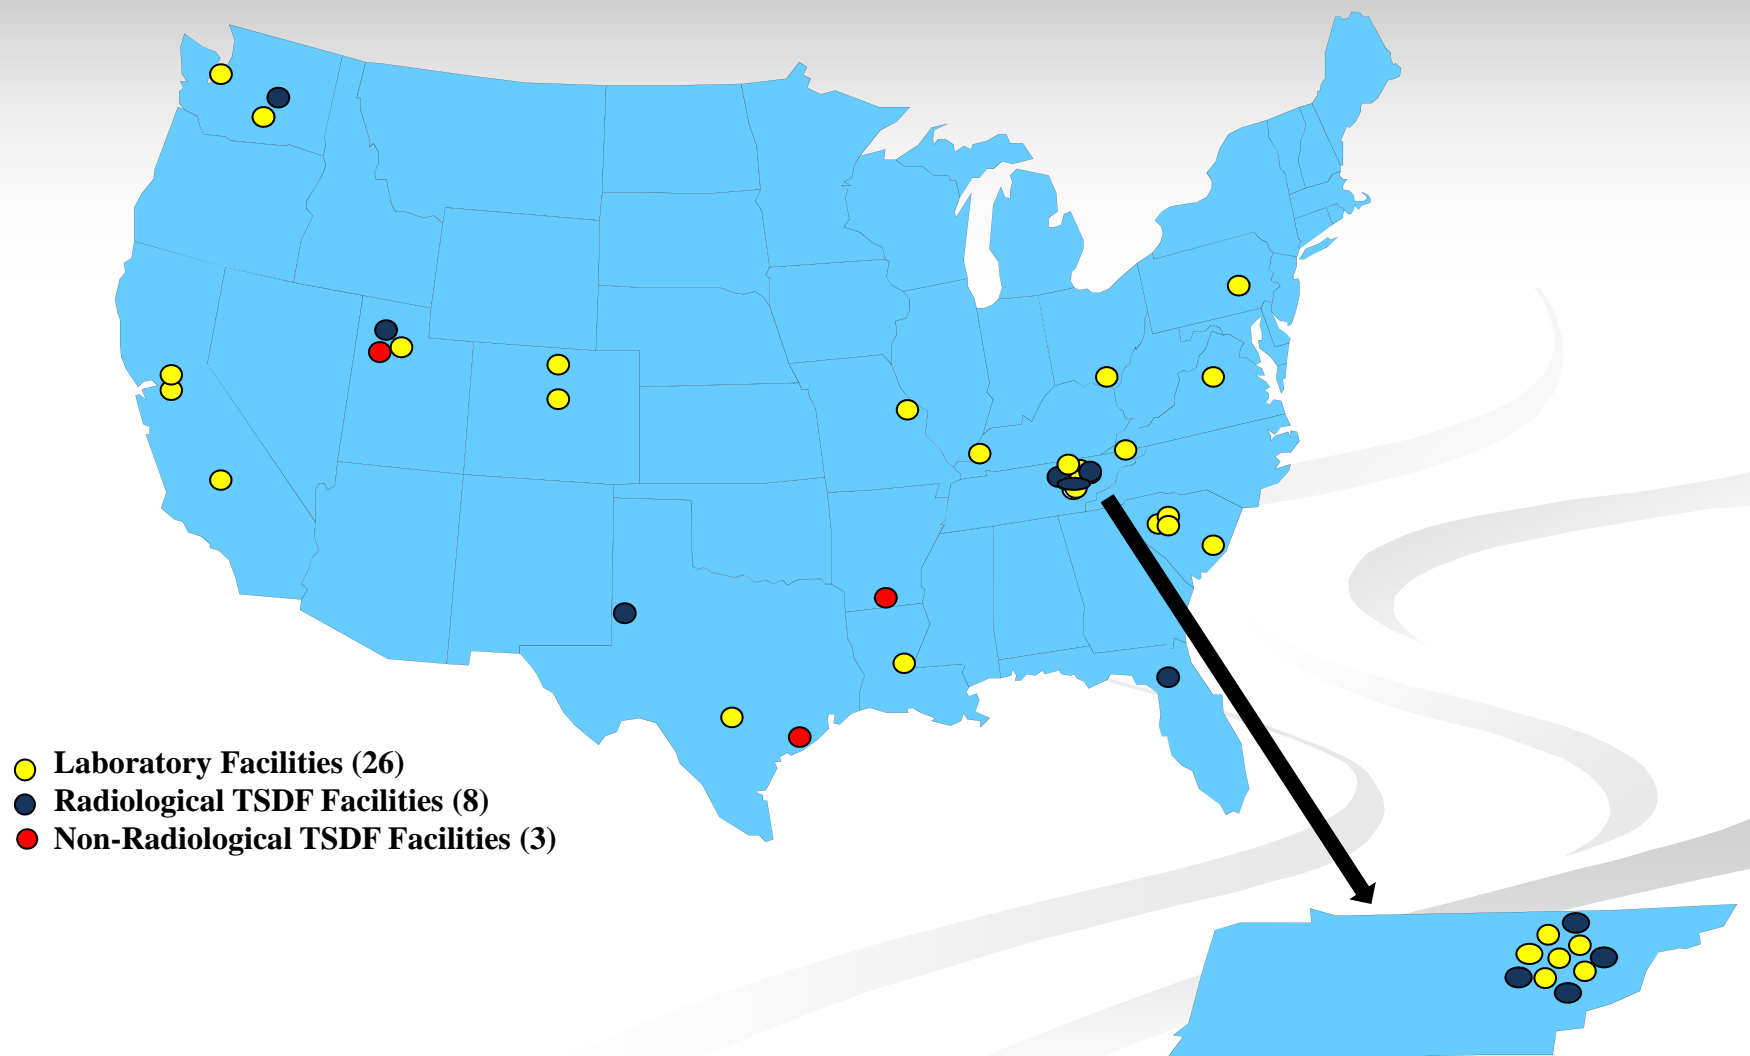 Laboratory Facilities (26)
Radiological TSDF Facilities (8)
Non-Radiological TSDF Facilities (3)